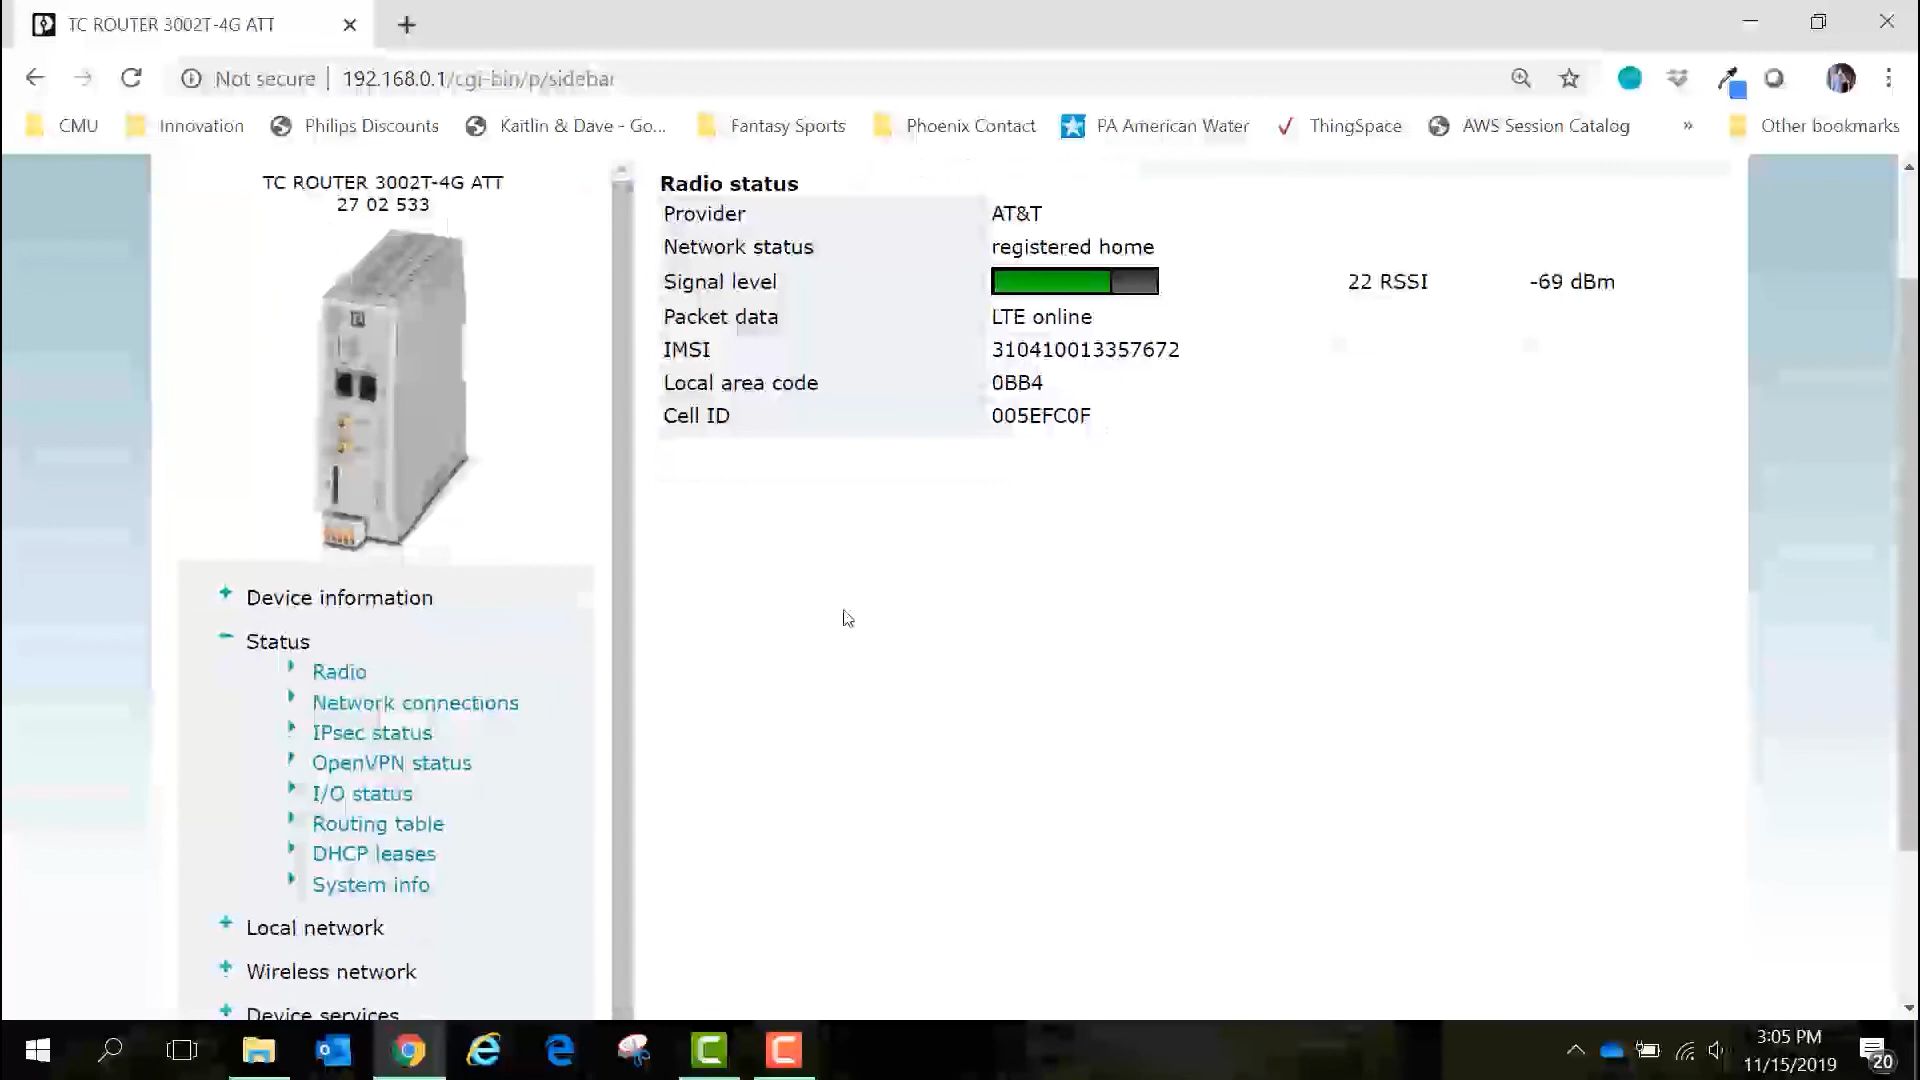 TC ROUTER 3002T-4G ATT
Not secure 192.168.0.1/cgi-bin/p/sidebar
CMU Innovation Philips Discounts Kaitlin & Dave - Go... Fantasy Sports Phoenix Contact PA American Water ThingSpace AWS Session Catalog » Other bookmarks
TC ROUTER 3002T-4G ATT
27 02 533
Radio status
Provider AT&T
Network status registered home
Signal level 22 RSSI -69 dBm
Packet data LTE online
IMSI 310410013357672
Local area code 0BB4
Cell ID 005EFC0F
Device information
Status
Radio
Network connections
IPsec status
OpenVPN status
I/O status
Routing table
DHCP leases
System info
Local network
Wireless network
Device services
3:05 PM
11/15/2019
20